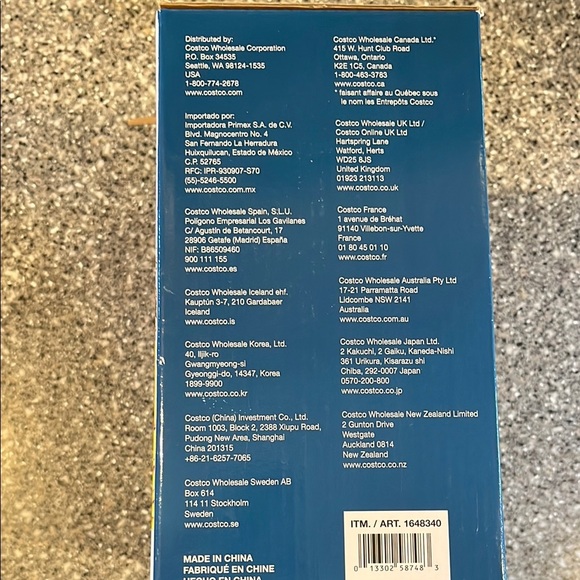 Distributed by:
Costco Wholesale Corporation
P.O. Box 34535
Seattle, WA 98124-1535
USA
1-800-774-2678
www.costco.com
Importado por:
Importadora Primex S.A. de C.V.
Blvd. Magnocentro No. 4
San Fernando La Herradura
Huixquilucan, Estado de México
C.P. 52765
RFC: IPR-930907-S70
(55)-5246-5500
www.costco.com.mx
Costco Wholesale Spain, S.L.U.
Polígono Empresarial Los Gavilanes
C/ Agustín de Betancourt, 17
28906 Getafe (Madrid) España
NIF: B86509460
900 111 155
www.costco.es
Costco Wholesale Iceland ehf.
Kauptún 3-7, 210 Gardabaer
Iceland
www.costco.is
Costco Wholesale Korea, Ltd.
40, Iljik-ro
Gwangmyeong-si
Gyeonggi-do, 14347, Korea
1899-9900
www.costco.co.kr
Costco (China) Investment Co., Ltd.
Room 1003, Block 2, 2388 Xiupu Road,
Pudong New Area, Shanghai
China 201315
+86-21-6257-7065
Costco Wholesale Sweden AB
Box 614
114 11 Stockholm
Sweden
www.costco.se
MADE IN CHINA
FABRIQUÉ EN CHINE
HECHO EN CHINA
Costco Wholesale Canada Ltd.*
415 W. Hunt Club Road
Ottawa, Ontario
K2E 1C5, Canada
1-800-463-3783
www.costco.ca
* faisant affaire au Québec sous
le nom les Entrepôts Costco
Costco Wholesale UK Ltd /
Costco Online UK Ltd
Hartspring Lane
Watford, Herts
WD25 8JS
United Kingdom
01923 213113
www.costco.co.uk
Costco France
1 avenue de Bréhat
91140 Villebon-sur-Yvette
France
01 80 45 01 10
www.costco.fr
Costco Wholesale Australia Pty Ltd
17-21 Parramatta Road
Lidcombe NSW 2141
Australia
www.costco.com.au
Costco Wholesale Japan Ltd.
2 Kakuchi, 2 Gaiku, Kaneda-Nishi
361 Urikura, Kisarazu shi
Chiba, 292-0007 Japan
0570-200-800
www.costco.co.jp
Costco Wholesale New Zealand Limited
2 Gunton Drive
Westgate
Auckland 0814
New Zealand
www.costco.co.nz
ITM. / ART. 1648340
0 13302 58748 3